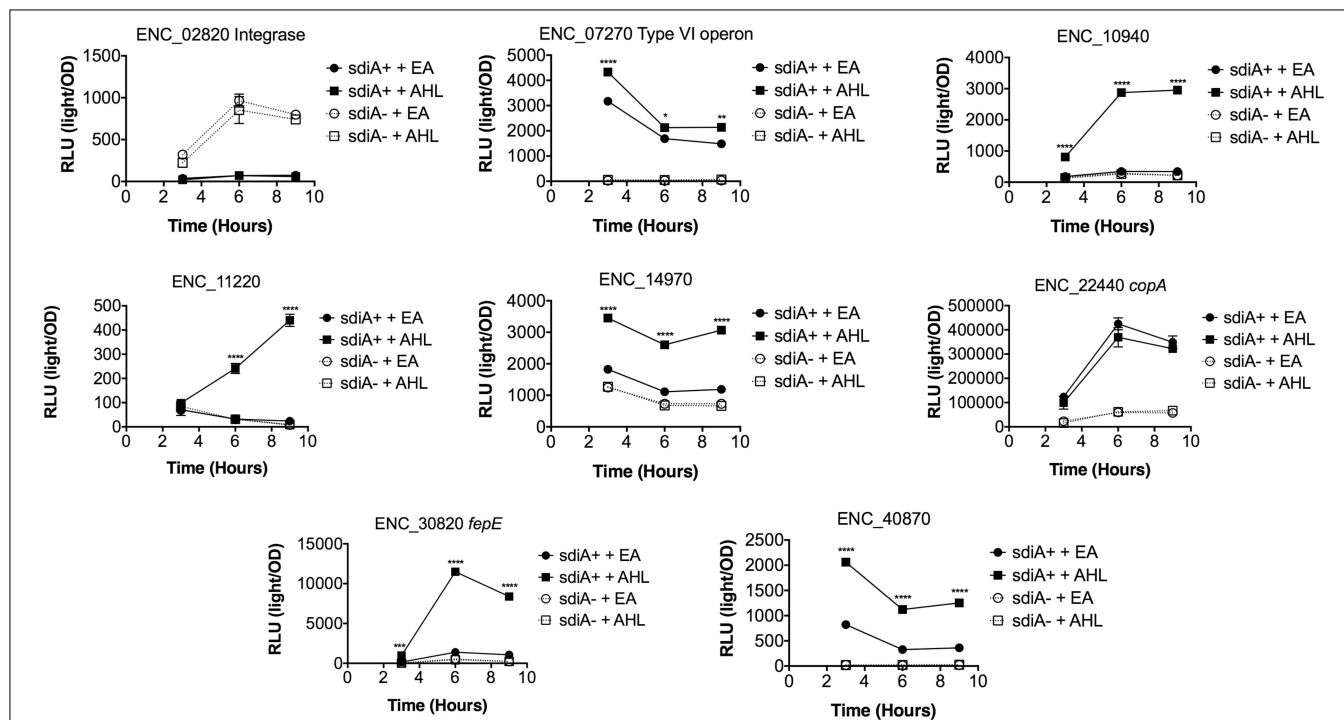 ENC_02820 Integrase
RLU (light/OD)
1500
1000
500
0
0 2 4 6 8 10
Time (Hours)
sdiA+ + EA
sdiA+ + AHL
sdiA- + EA
sdiA- + AHL
ENC_07270 Type VI operon
RLU (light/OD)
5000
4000
3000
2000
1000
0
**** * **
0 2 4 6 8 10
Time (Hours)
sdiA+ + EA
sdiA+ + AHL
sdiA- + EA
sdiA- + AHL
ENC_10940
RLU (light/OD)
4000
3000
2000
1000
0
**** **** ****
0 2 4 6 8 10
Time (Hours)
sdiA+ + EA
sdiA+ + AHL
sdiA- + EA
sdiA- + AHL
ENC_11220
RLU (light/OD)
500
400
300
200
100
0
**** ****
0 2 4 6 8 10
Time (Hours)
sdiA+ + EA
sdiA+ + AHL
sdiA- + EA
sdiA- + AHL
ENC_14970
RLU (light/OD)
4000
3000
2000
1000
0
**** **** ****
0 2 4 6 8 10
Time (Hours)
sdiA+ + EA
sdiA+ + AHL
sdiA- + EA
sdiA- + AHL
ENC_22440 copA
RLU (light/OD)
500000
400000
300000
200000
100000
0
0 2 4 6 8 10
Time (Hours)
sdiA+ + EA
sdiA+ + AHL
sdiA- + EA
sdiA- + AHL
ENC_30820 fepE
RLU (light/OD)
15000
10000
5000
0
*** **** ****
0 2 4 6 8 10
Time (Hours)
sdiA+ + EA
sdiA+ + AHL
sdiA- + EA
sdiA- + AHL
ENC_40870
RLU (light/OD)
2500
2000
1500
1000
500
0
**** **** ****
0 2 4 6 8 10
Time (Hours)
sdiA+ + EA
sdiA+ + AHL
sdiA- + EA
sdiA- + AHL